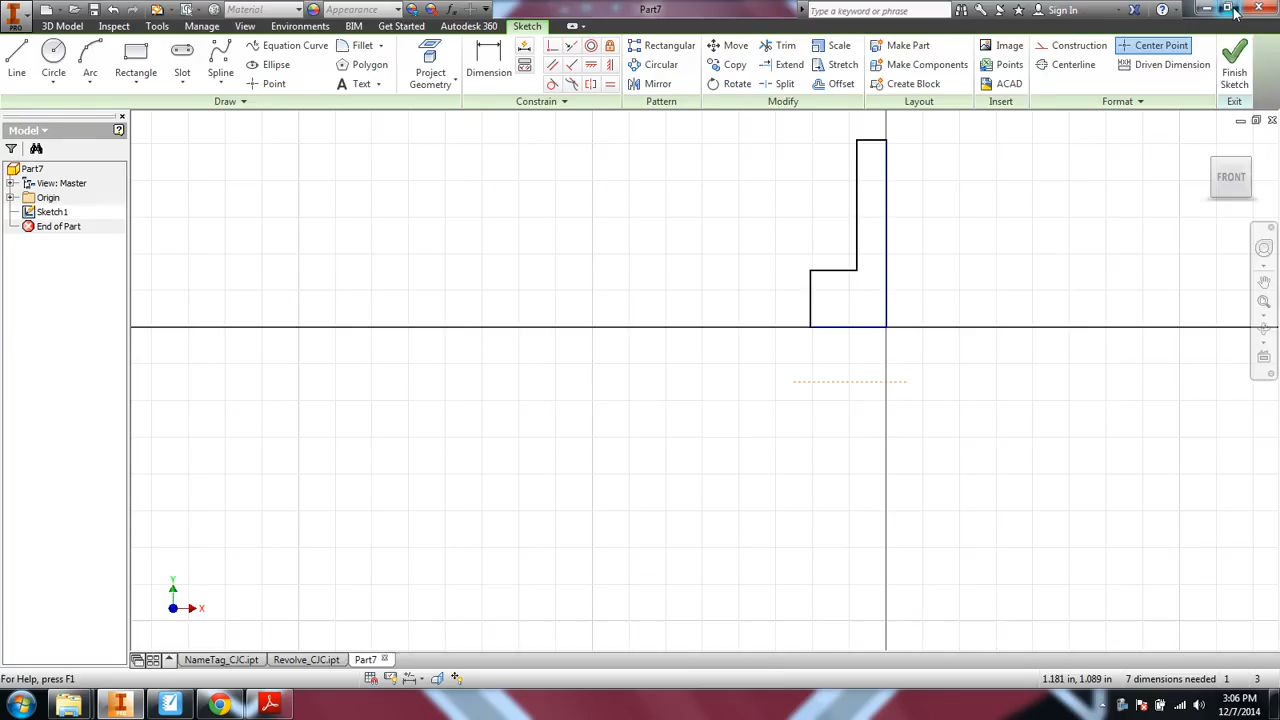 Material
Appearance
Part7
Type a keyword or phrase
Sign In
PRO
3D Model
Inspect
Tools
Manage
View
Environments
BIM
Get Started
Autodesk 360
Sketch
Line
Circle
Arc
Rectangle
Slot
Spline
Equation Curve
Ellipse
Point
Fillet
Polygon
Text
Project
Geometry
Dimension
Rectangular
Circular
Mirror
Move
Copy
Rotate
Trim
Extend
Split
Scale
Stretch
Offset
Make Part
Make Components
Create Block
Image
Points
ACAD
Construction
Centerline
Center Point
Driven Dimension
Finish
Sketch
Draw
Constrain
Pattern
Modify
Layout
Insert
Format
Exit
Model
Part7
View: Master
Origin
Sketch1
End of Part
FRONT
Y
X
NameTag_CJC.ipt
Revolve_CJC.ipt
Part7
For Help, press F1
1.181 in, 1.089 in
7 dimensions needed
1
3
3:06 PM
12/7/2014